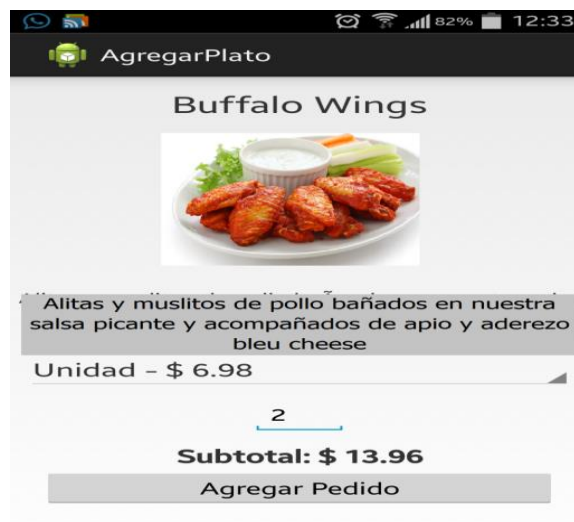 82% 12:33
AgregarPlato
Buffalo Wings
Alitas y muslitos de pollo bañados en nuestra
salsa picante y acompañados de apio y aderezo
bleu cheese
Unidad - $ 6.98
2
Subtotal: $ 13.96
Agregar Pedido